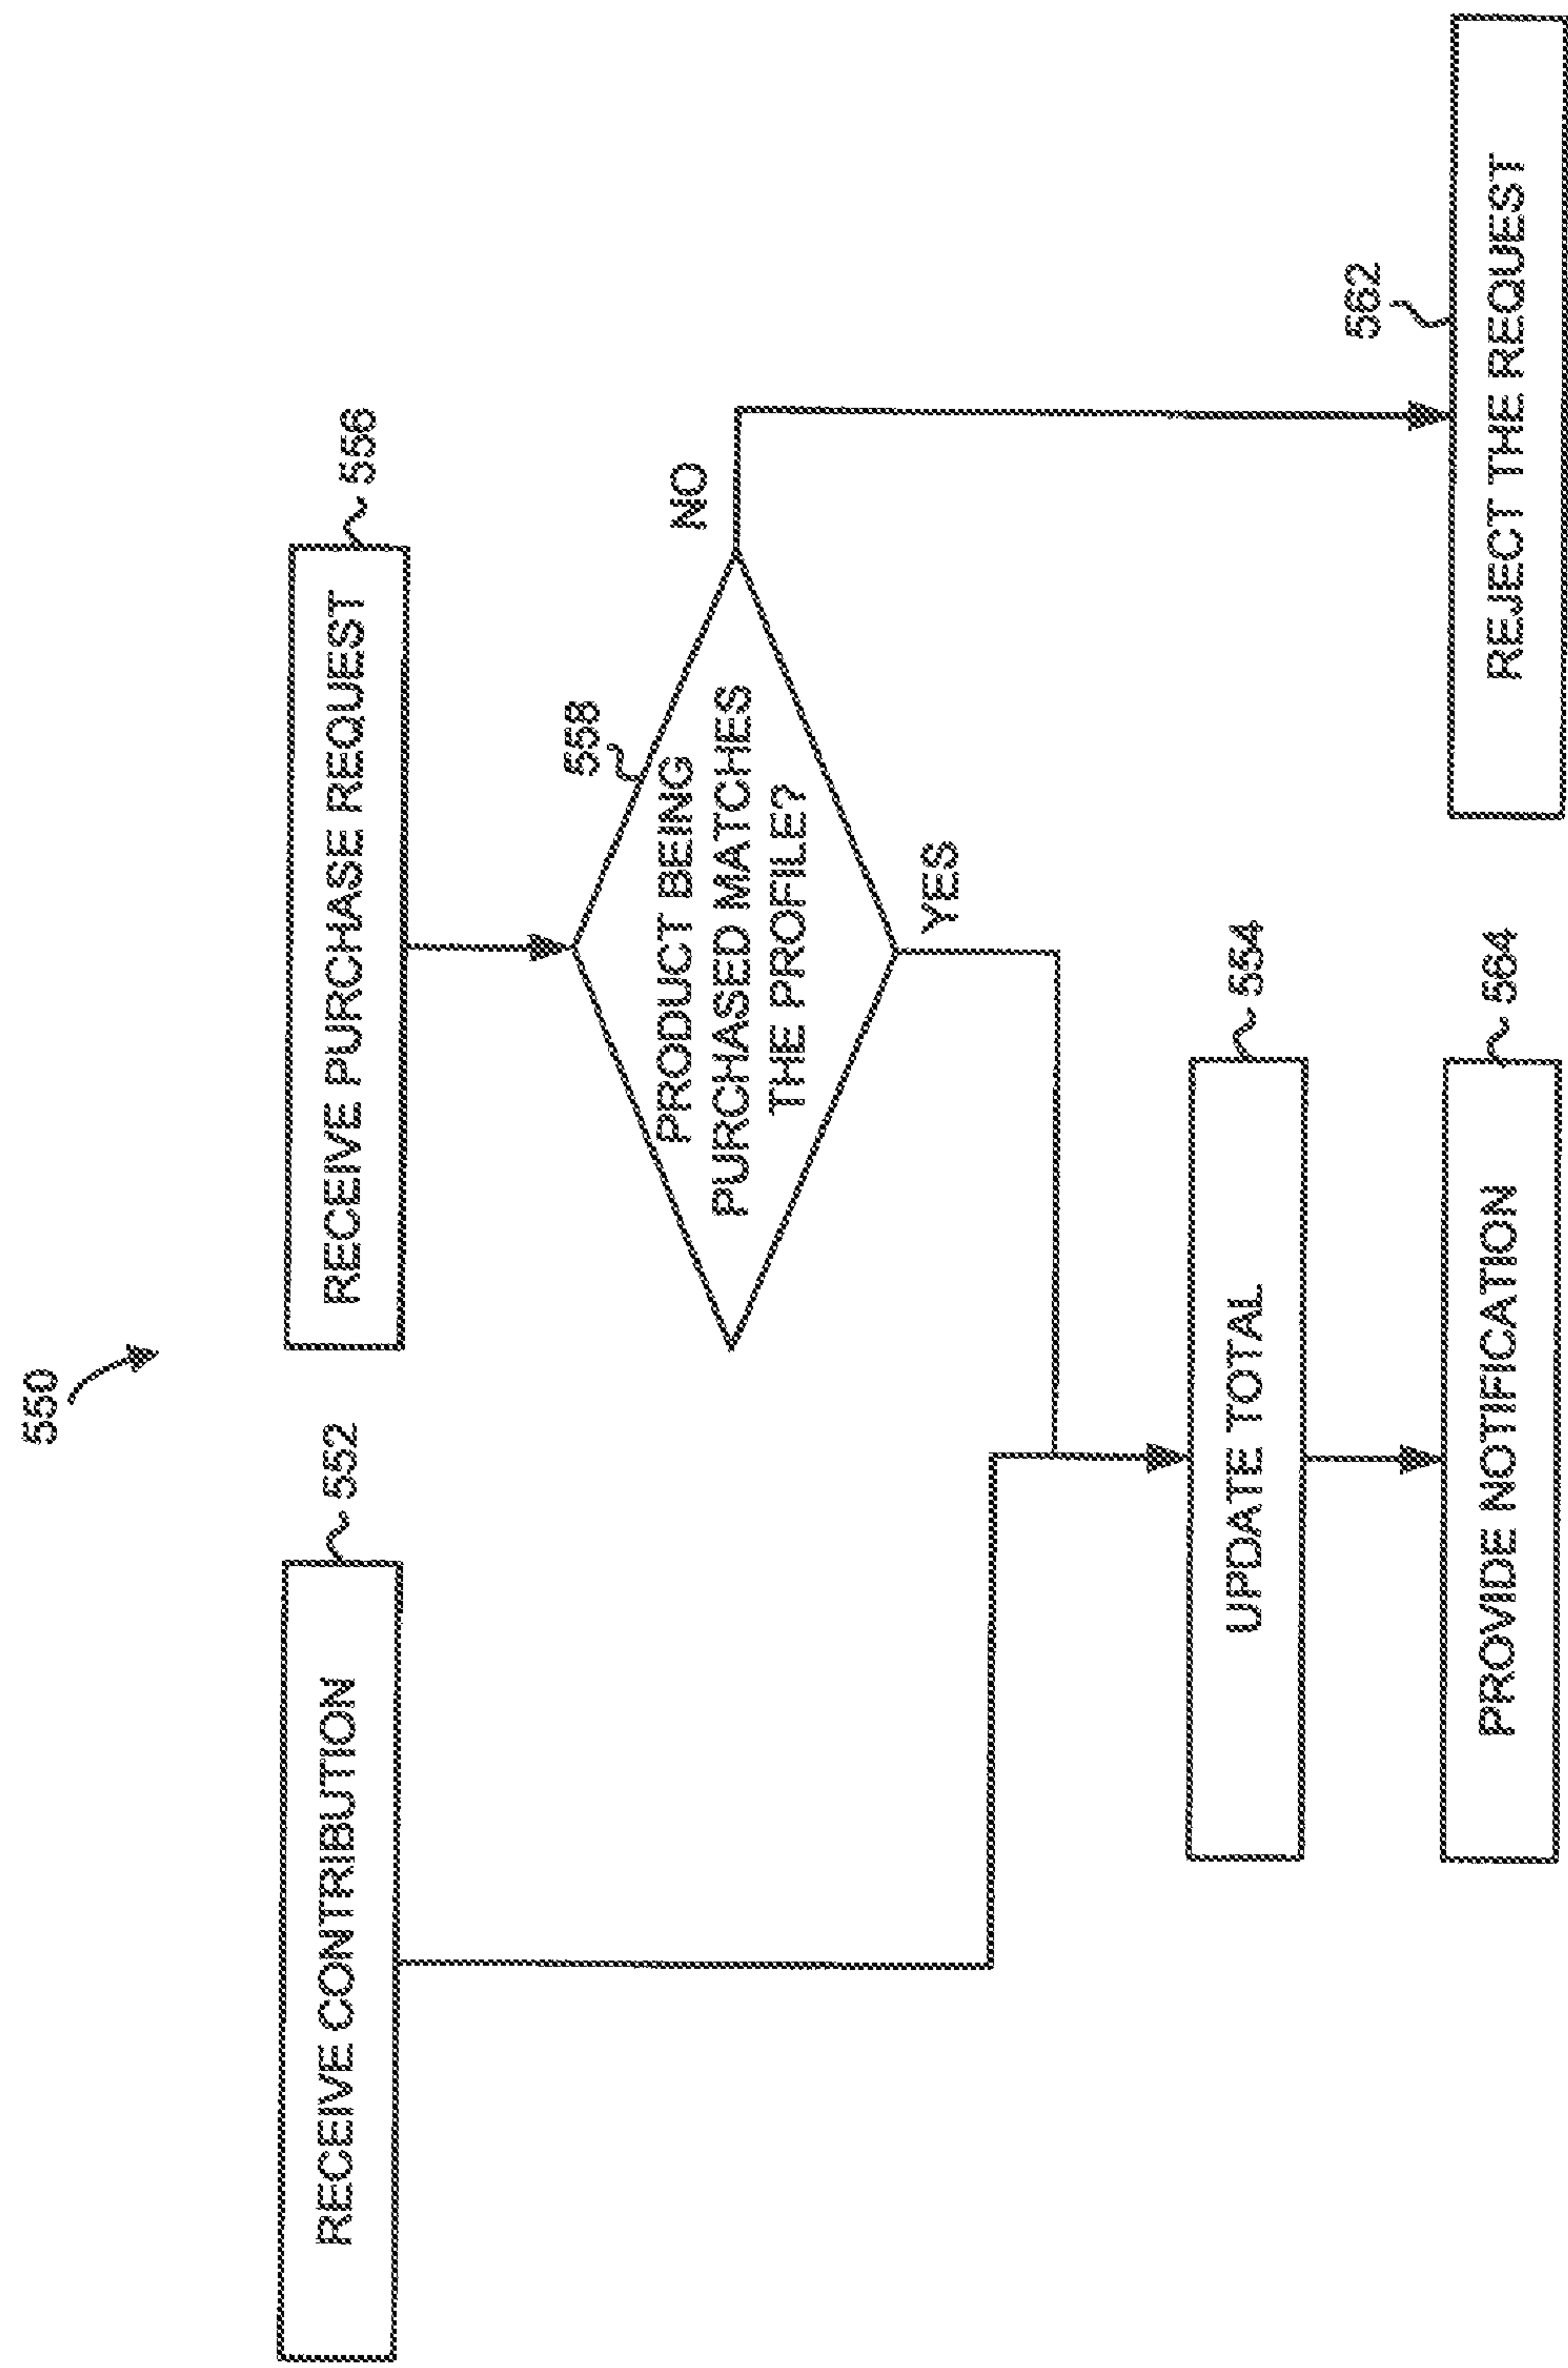 550
RECEIVE CONTRIBUTION
552
RECEIVE PURCHASE REQUEST
556
558
PRODUCT BEING
PURCHASED MATCHES
THE PROFILE?
NO
YES
UPDATE TOTAL
554
562
PROVIDE NOTIFICATION
564
REJECT THE REQUEST